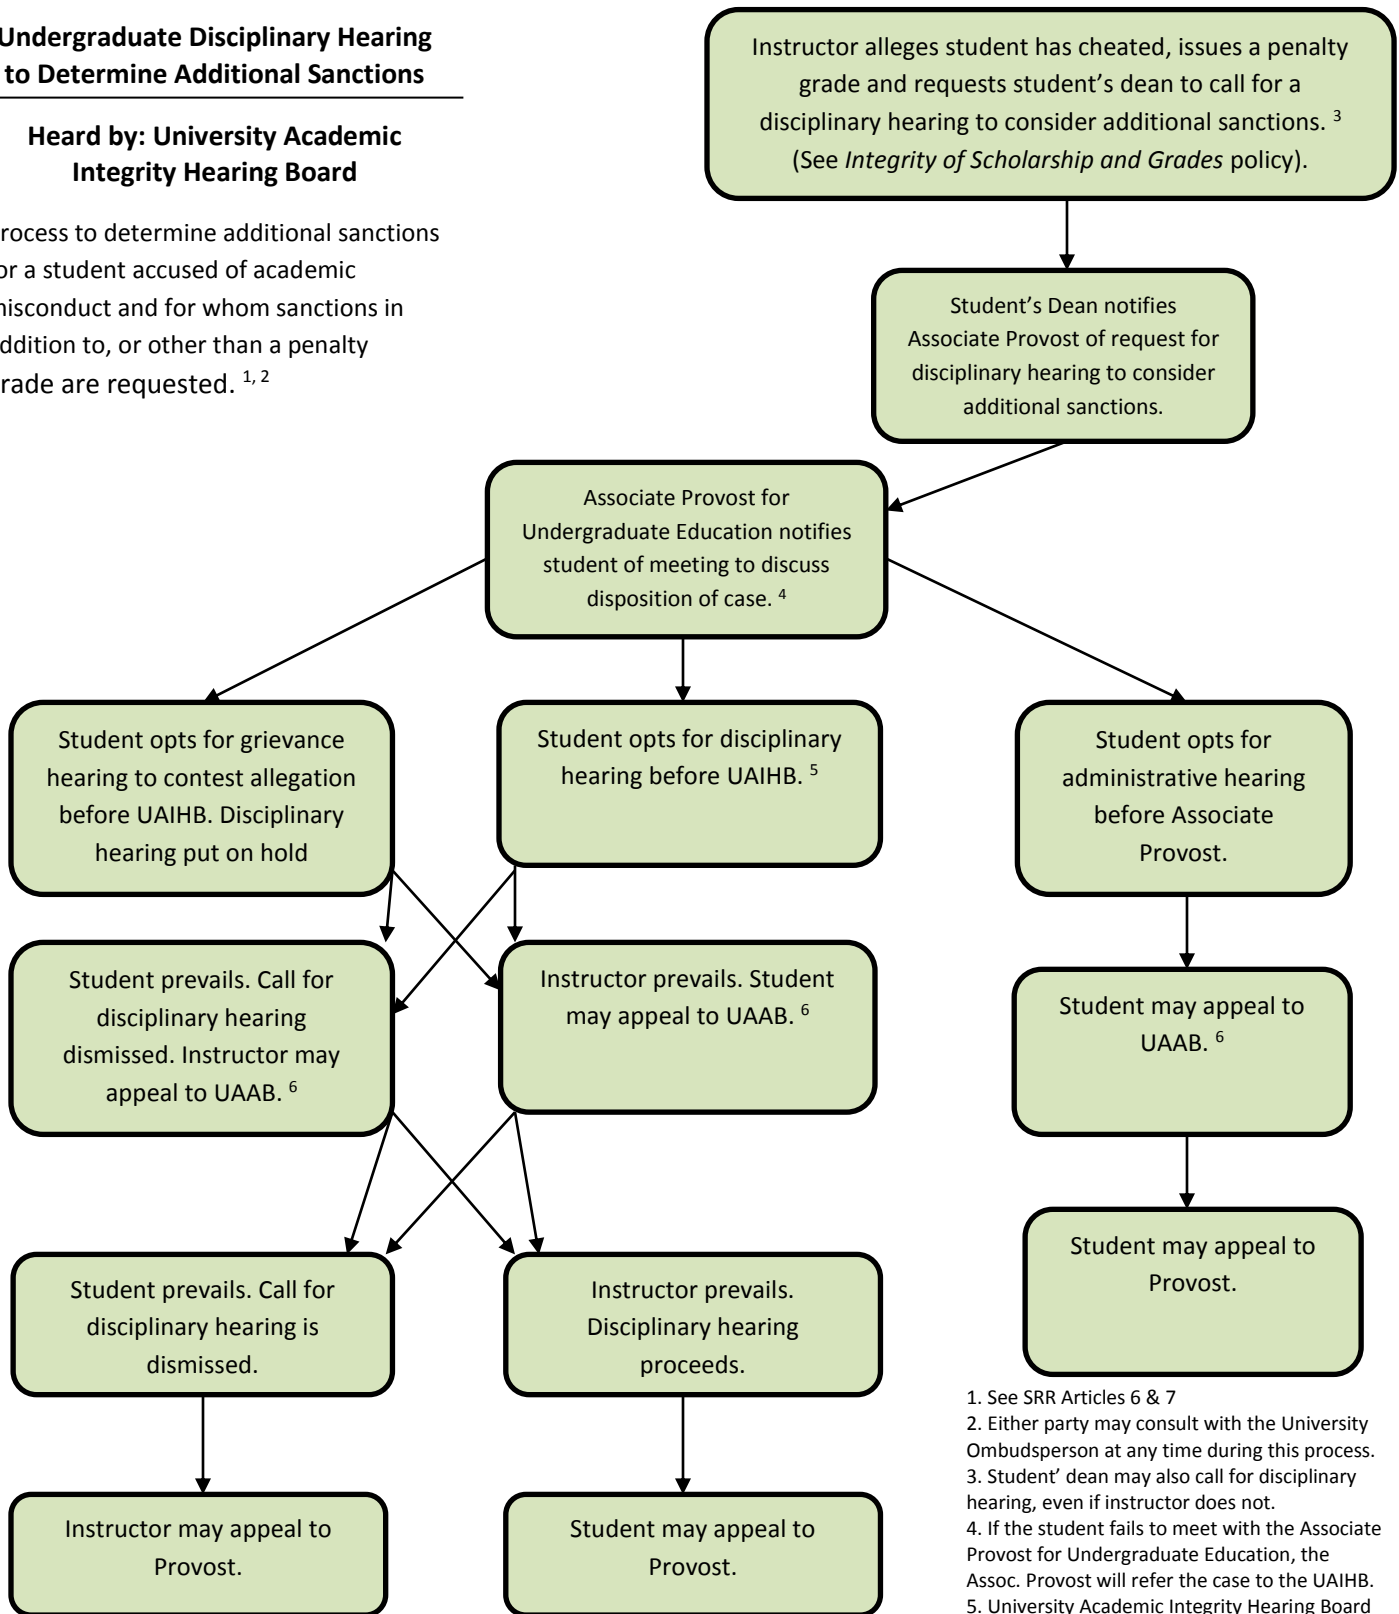 Undergraduate Disciplinary Hearing
to Determine Additional Sanctions
Heard by: University Academic
Integrity Hearing Board
rocess to determine additional sanctions
or a student accused of academic
misconduct and for whom sanctions in
ddition to, or other than a penalty
rade are requested. 1, 2
Instructor alleges student has cheated, issues a penalty
grade and requests student's dean to call for a
disciplinary hearing to consider additional sanctions. 3
(See Integrity of Scholarship and Grades policy).
Student's Dean notifies
Associate Provost of request for
disciplinary hearing to consider
additional sanctions.
Associate Provost for
Undergraduate Education notifies
student of meeting to discuss
disposition of case. 4
Student opts for grievance
hearing to contest allegation
before UAIHB. Disciplinary
hearing put on hold
Student opts for disciplinary
hearing before UAIHB. 5
Student opts for
administrative hearing
before Associate
Provost.
Student prevails. Call for
disciplinary hearing
dismissed. Instructor may
appeal to UAAB. 6
Instructor prevails. Student
may appeal to UAAB. 6
Student may appeal to
UAAB. 6
Student prevails. Call for
disciplinary hearing is
dismissed.
Instructor prevails.
Disciplinary hearing
proceeds.
Student may appeal to
Provost.
Instructor may appeal to
Provost.
Student may appeal to
Provost.
1. See SRR Articles 6 & 7
2. Either party may consult with the University
Ombudsperson at any time during this process.
3. Student' dean may also call for disciplinary
hearing, even if instructor does not.
4. If the student fails to meet with the Associate
Provost for Undergraduate Education, the
Assoc. Provost will refer the case to the UAIHB.
5. University Academic Integrity Hearing Board